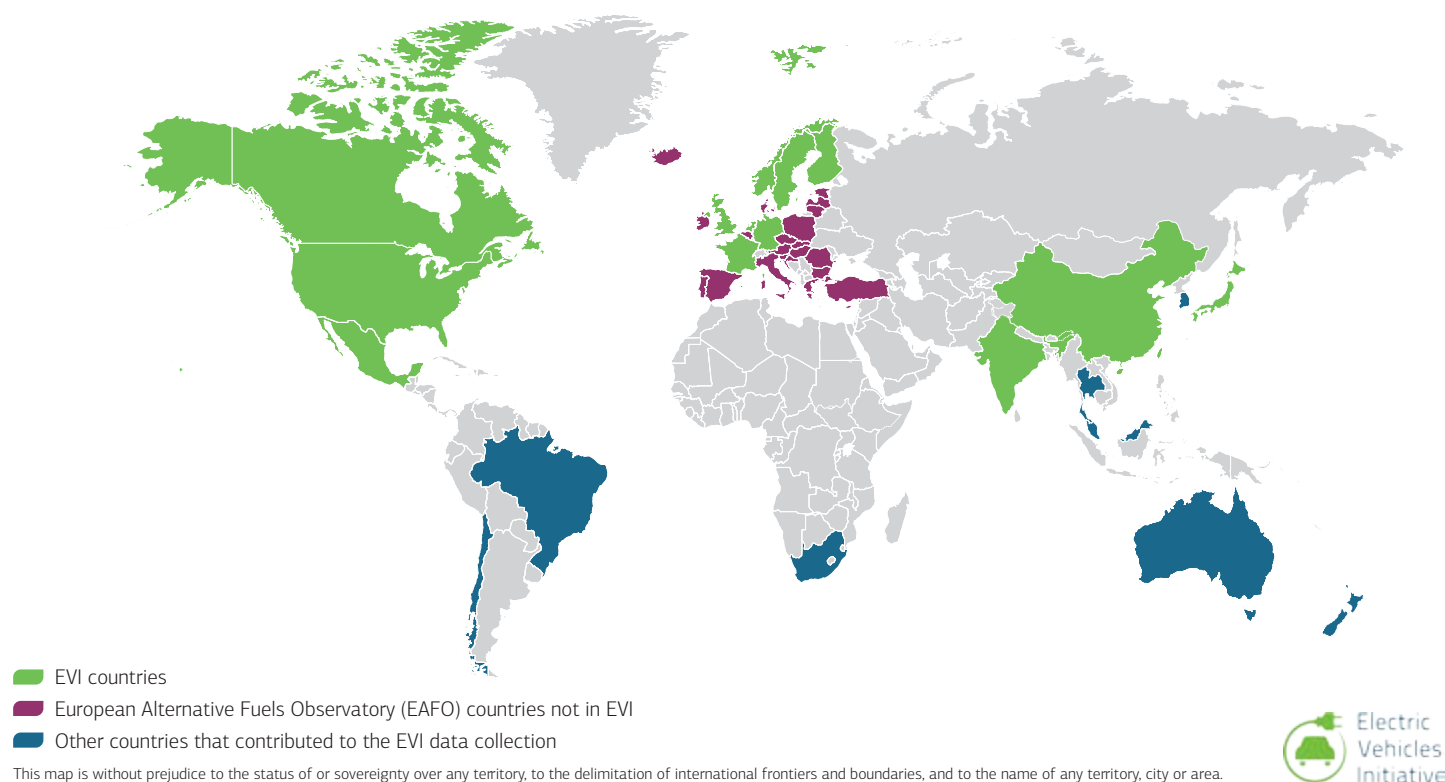 EVI countries
European Alternative Fuels Observatory (EAFO) countries not in EVI
Other countries that contributed to the EVI data collection
This map is without prejudice to the status of or sovereignty over any territory, to the delimitation of international frontiers and boundaries, and to the name of any territory, city or area.
Electric
Vehicles
Initiative